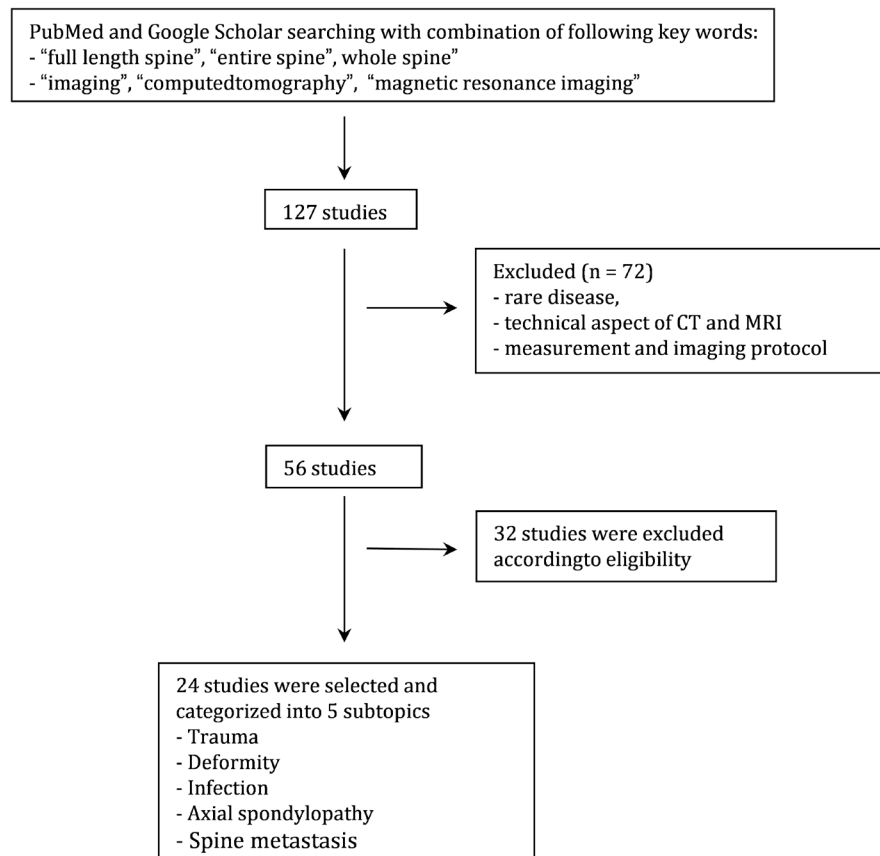 PubMed and Google Scholar searching with combination of following key words:
- “full length spine”, “entire spine”, whole spine”
- “imaging”, “computedtomography”, “magnetic resonance imaging”
127 studies
Excluded (n = 72)
- rare disease,
- technical aspect of CT and MRI
- measurement and imaging protocol
56 studies
32 studies were excluded
accordingto eligibility
24 studies were selected and
categorized into 5 subtopics
- Trauma
- Deformity
- Infection
- Axial spondylopathy
- Spine metastasis